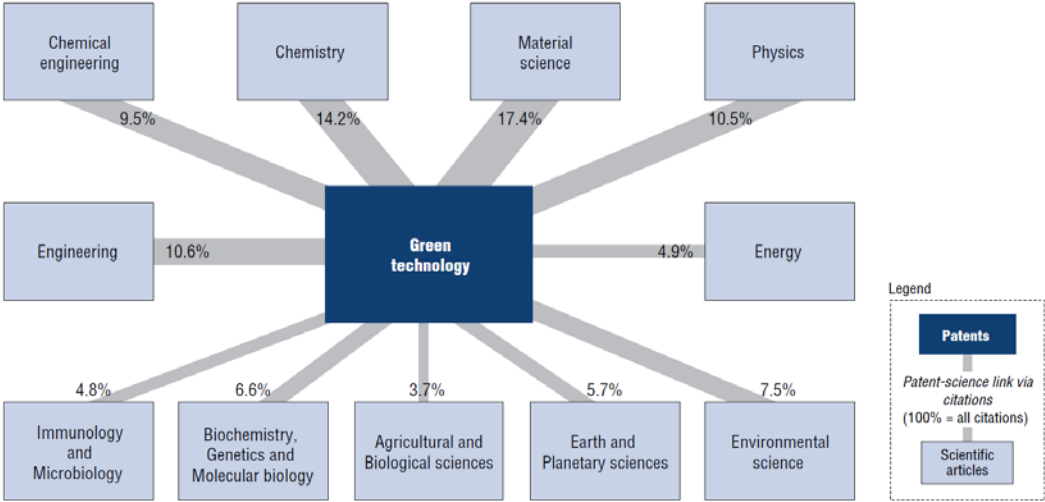 Chemical
engineering
Chemistry
Material
science
Physics
9.5%
14.2%
17.4%
10.5%
Engineering
10.6%
Green
technology
4.9%
Energy
4.8%
6.6%
3.7%
5.7%
7.5%
Immunology
and
Microbiology
Biochemistry,
Genetics and
Molecular biology
Agricultural and
Biological sciences
Earth and
Planetary sciences
Environmental
science
Legend
Patents
Patent-science link via
citations
(100% = all citations)
Scientific
articles